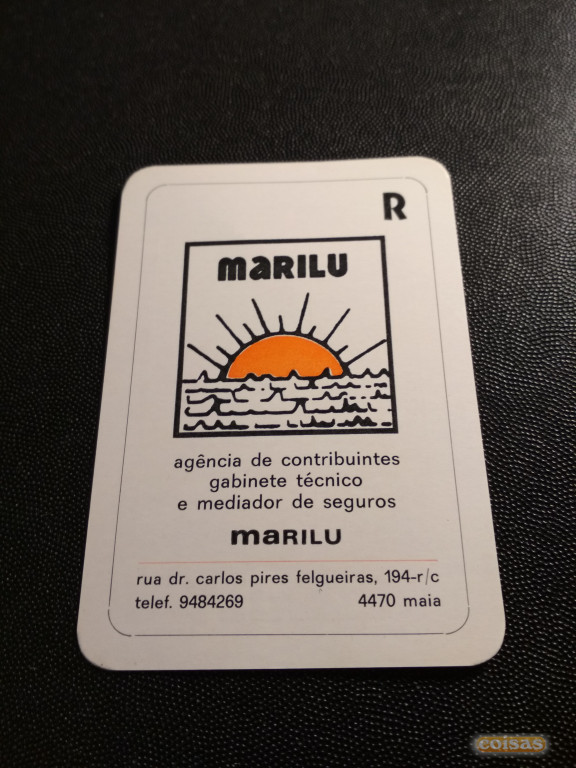 R
maRILU
agência de contribuintes
gabinete técnico
e mediador de seguros
maRILU
rua dr. carlos pires felgueiras, 194-r/c
telef. 9484269 4470 maia
coisas